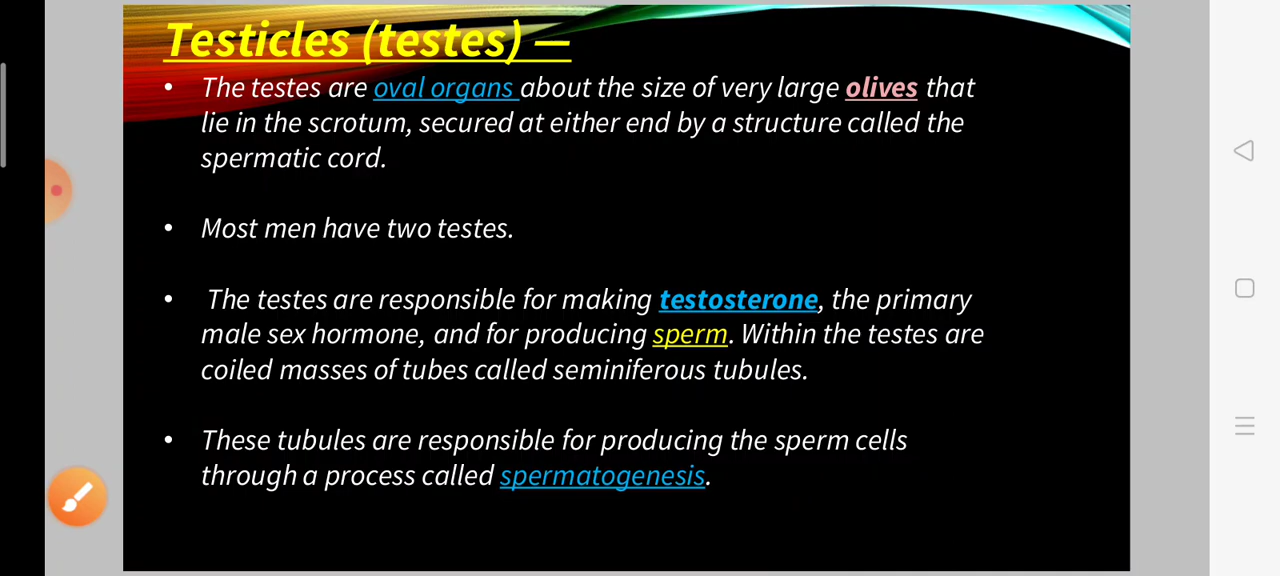 Testicles (testes) —
• The testes are oval organs about the size of very large olives that
lie in the scrotum, secured at either end by a structure called the
spermatic cord.
• Most men have two testes.
• The testes are responsible for making testosterone, the primary
male sex hormone, and for producing sperm. Within the testes are
coiled masses of tubes called seminiferous tubules.
• These tubules are responsible for producing the sperm cells
through a process called spermatogenesis.